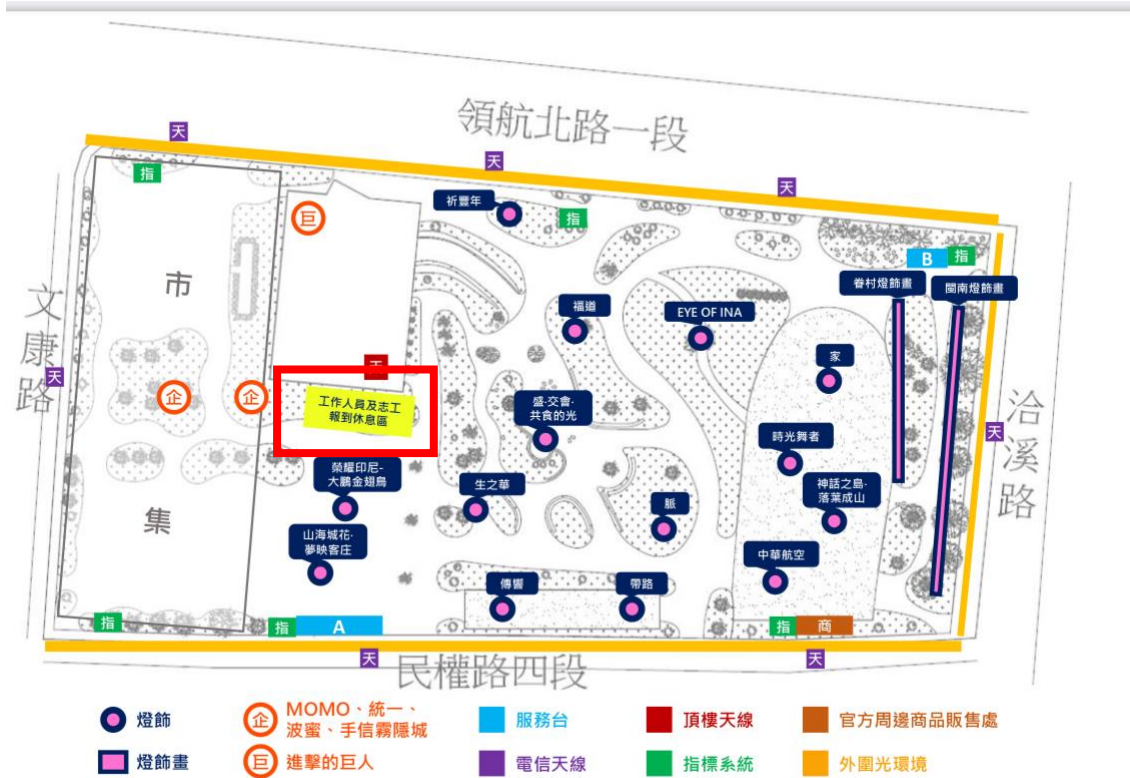 領航北路一段
天
天
天
指
巨
祈豐年
指
B
指
市
眷村燈飾畫
閩南燈飾畫
文康路
福道
EYE OF INA
家
天
企
企
工作人員及志工
報到休息區
盛‧交會‧
共食的光
洽溪路
天
時光舞者
榮耀印尼-
大鵬金翅鳥
生之華
神話之島‧
落葉成山
脈
集
山海城花‧
夢映客庄
中華航空
傳響
帶路
指
指
A
指
商
天
天
民權路四段
燈飾
企
MOMO、統一、
波蜜、手信霧隱城
服務台
頂樓天線
官方周邊商品販售處
燈飾畫
巨
進擊的巨人
電信天線
指標系統
外圍光環境